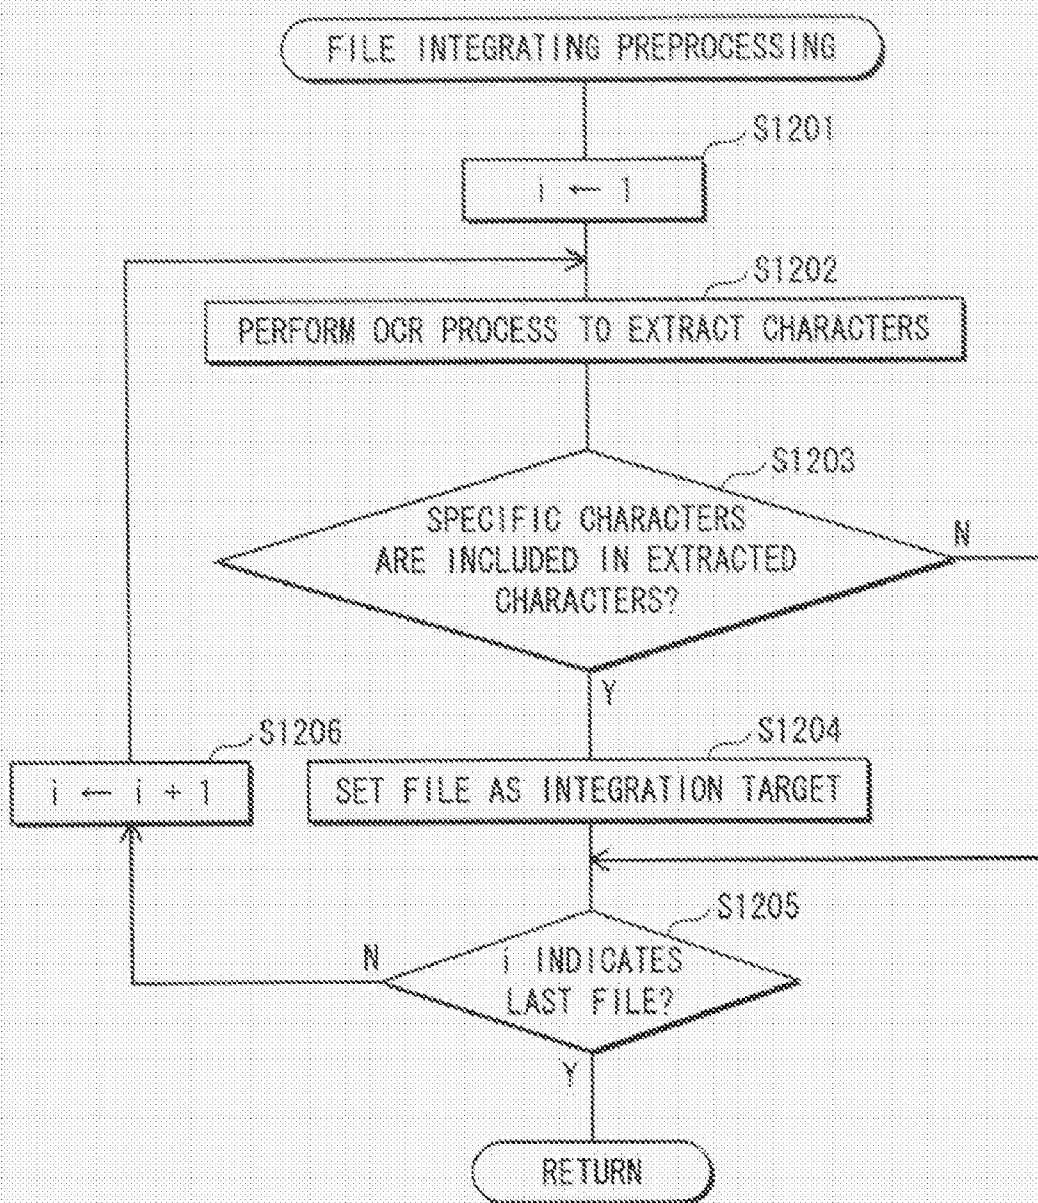 FILE INTEGRATING PREPROCESSING
S1201
i ← 1
S1202
PERFORM OCR PROCESS TO EXTRACT CHARACTERS
S1203
SPECIFIC CHARACTERS
ARE INCLUDED IN EXTRACTED
CHARACTERS?
N
Y
S1206
i ← i + 1
S1204
SET FILE AS INTEGRATION TARGET
S1205
N
i INDICATES
LAST FILE?
Y
RETURN